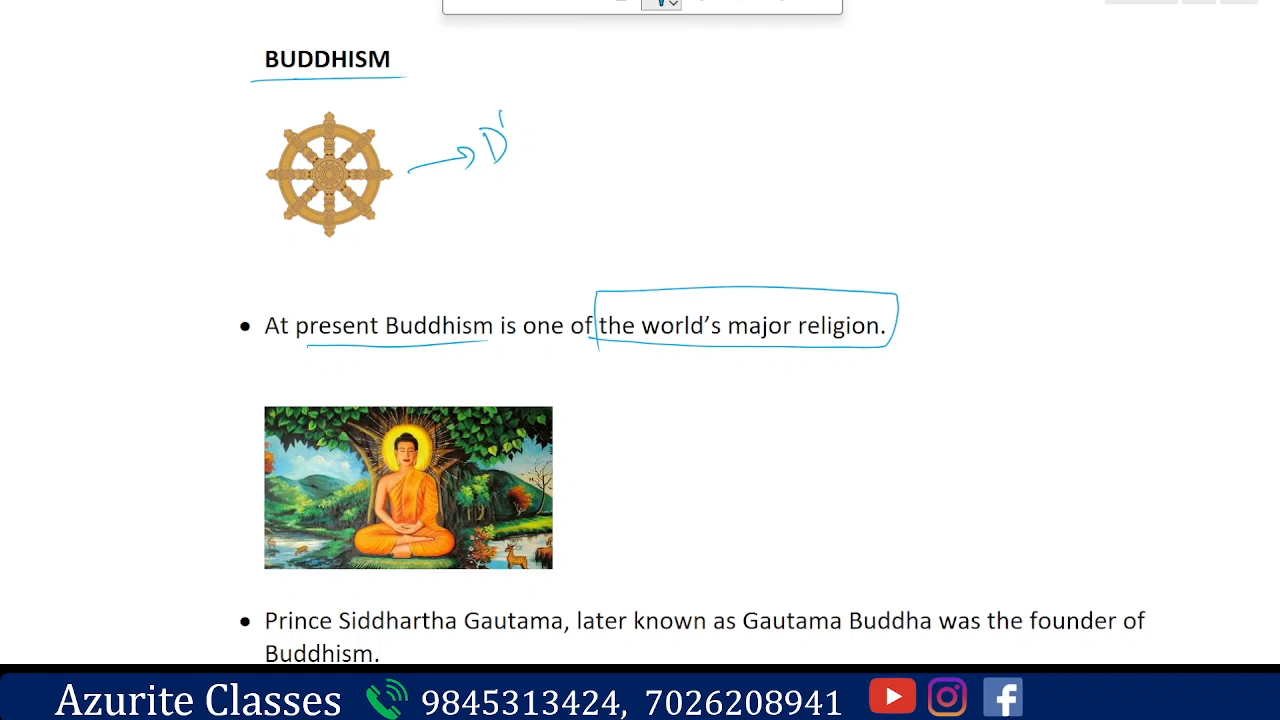 BUDDHISM
D
• At present Buddhism is one of the world's major religion.
• Prince Siddhartha Gautama, later known as Gautama Buddha was the founder of
Buddhism.
Azurite Classes 9845313424, 7026208941